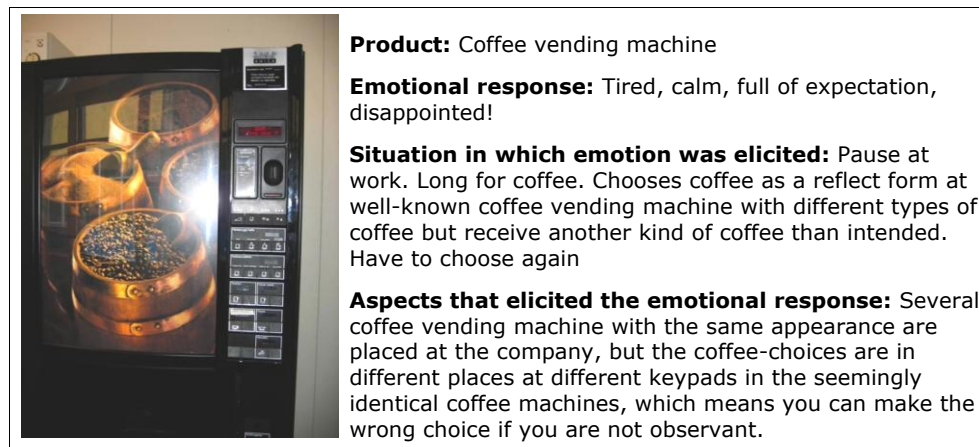 Product: Coffee vending machine
Emotional response: Tired, calm, full of expectation,
disappointed!
Situation in which emotion was elicited: Pause at
work. Long for coffee. Chooses coffee as a reflect form at
well-known coffee vending machine with different types of
coffee but receive another kind of coffee than intended.
Have to choose again
Aspects that elicited the emotional response: Several
coffee vending machine with the same appearance are
placed at the company, but the coffee-choices are in
different places at different keypads in the seemingly
identical coffee machines, which means you can make the
wrong choice if you are not observant.